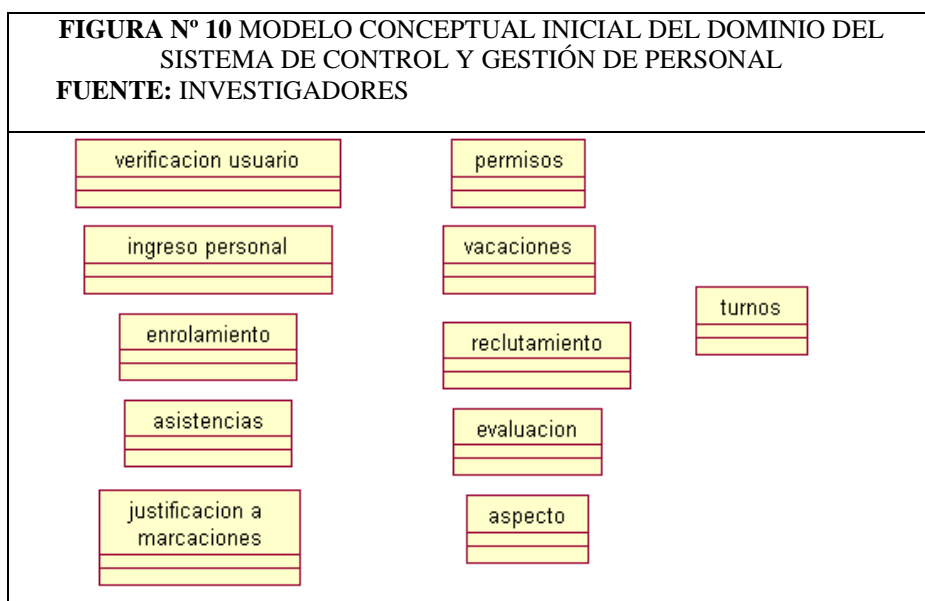 FIGURA Nº 10 MODELO CONCEPTUAL INICIAL DEL DOMINIO DEL
SISTEMA DE CONTROL Y GESTIÓN DE PERSONAL
FUENTE: INVESTIGADORES
verificacion usuario
ingreso personal
enrolamiento
asistencias
justificacion a
marcaciones
permisos
vacaciones
reclutamiento
evaluacion
aspecto
turnos